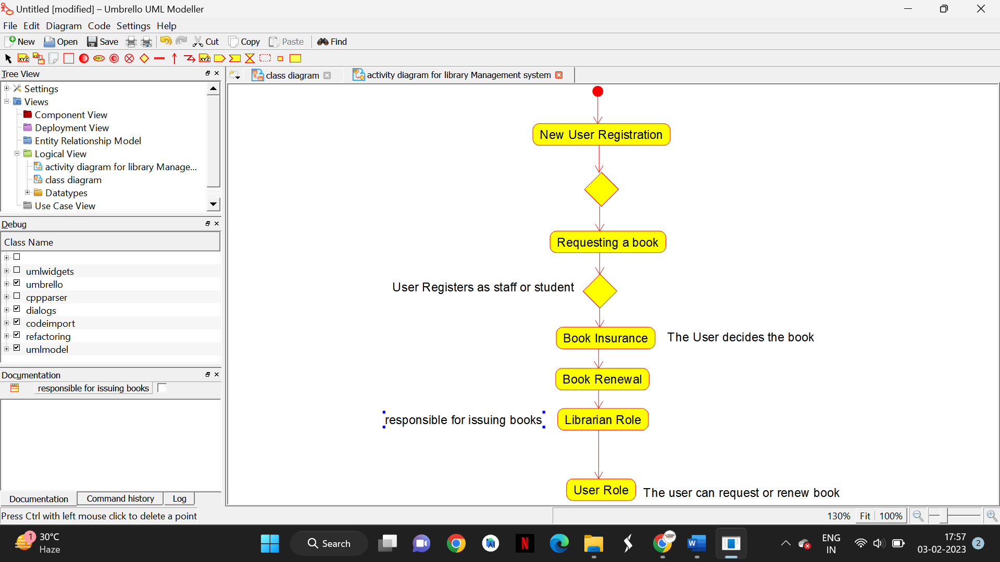 Untitled [modified] – Umbrello UML Modeller
File Edit Diagram Code Settings Help
New Open Save Cut Copy Paste Find
Tree View
class diagram
activity diagram for library Management system
Settings
Views
Component View
Deployment View
Entity Relationship Model
Logical View
activity diagram for library Manage...
class diagram
Datatypes
Use Case View
Debug
Class Name
umlwidgets
umbrello
cppparser
dialogs
codeimport
refactoring
umlmodel
Documentation
responsible for issuing books
Documentation Command history Log
Press Ctrl with left mouse click to delete a point
New User Registration
Requesting a book
User Registers as staff or student
Book Insurance
The User decides the book
Book Renewal
responsible for issuing books
Librarian Role
User Role
The user can request or renew book
130% Fit 100%
1
30°C
Haze
Search
ENG
IN
17:57
03-02-2023
2